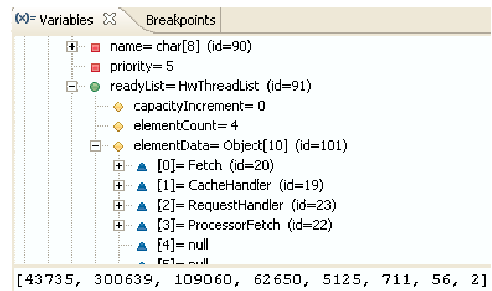 (x)= Variables Breakpoints
name= char[8] (id=90)
priority= 5
readyList= HwThreadList (id=91)
capacityIncrement= 0
elementCount= 4
elementData= Object[10] (id=101)
[0]= Fetch (id=20)
[1]= CacheHandler (id=19)
[2]= RequestHandler (id=23)
[3]= ProcessorFetch (id=22)
[4]= null
[5]= null
[43735, 300639, 109060, 62650, 5125, 711, 56, 2]